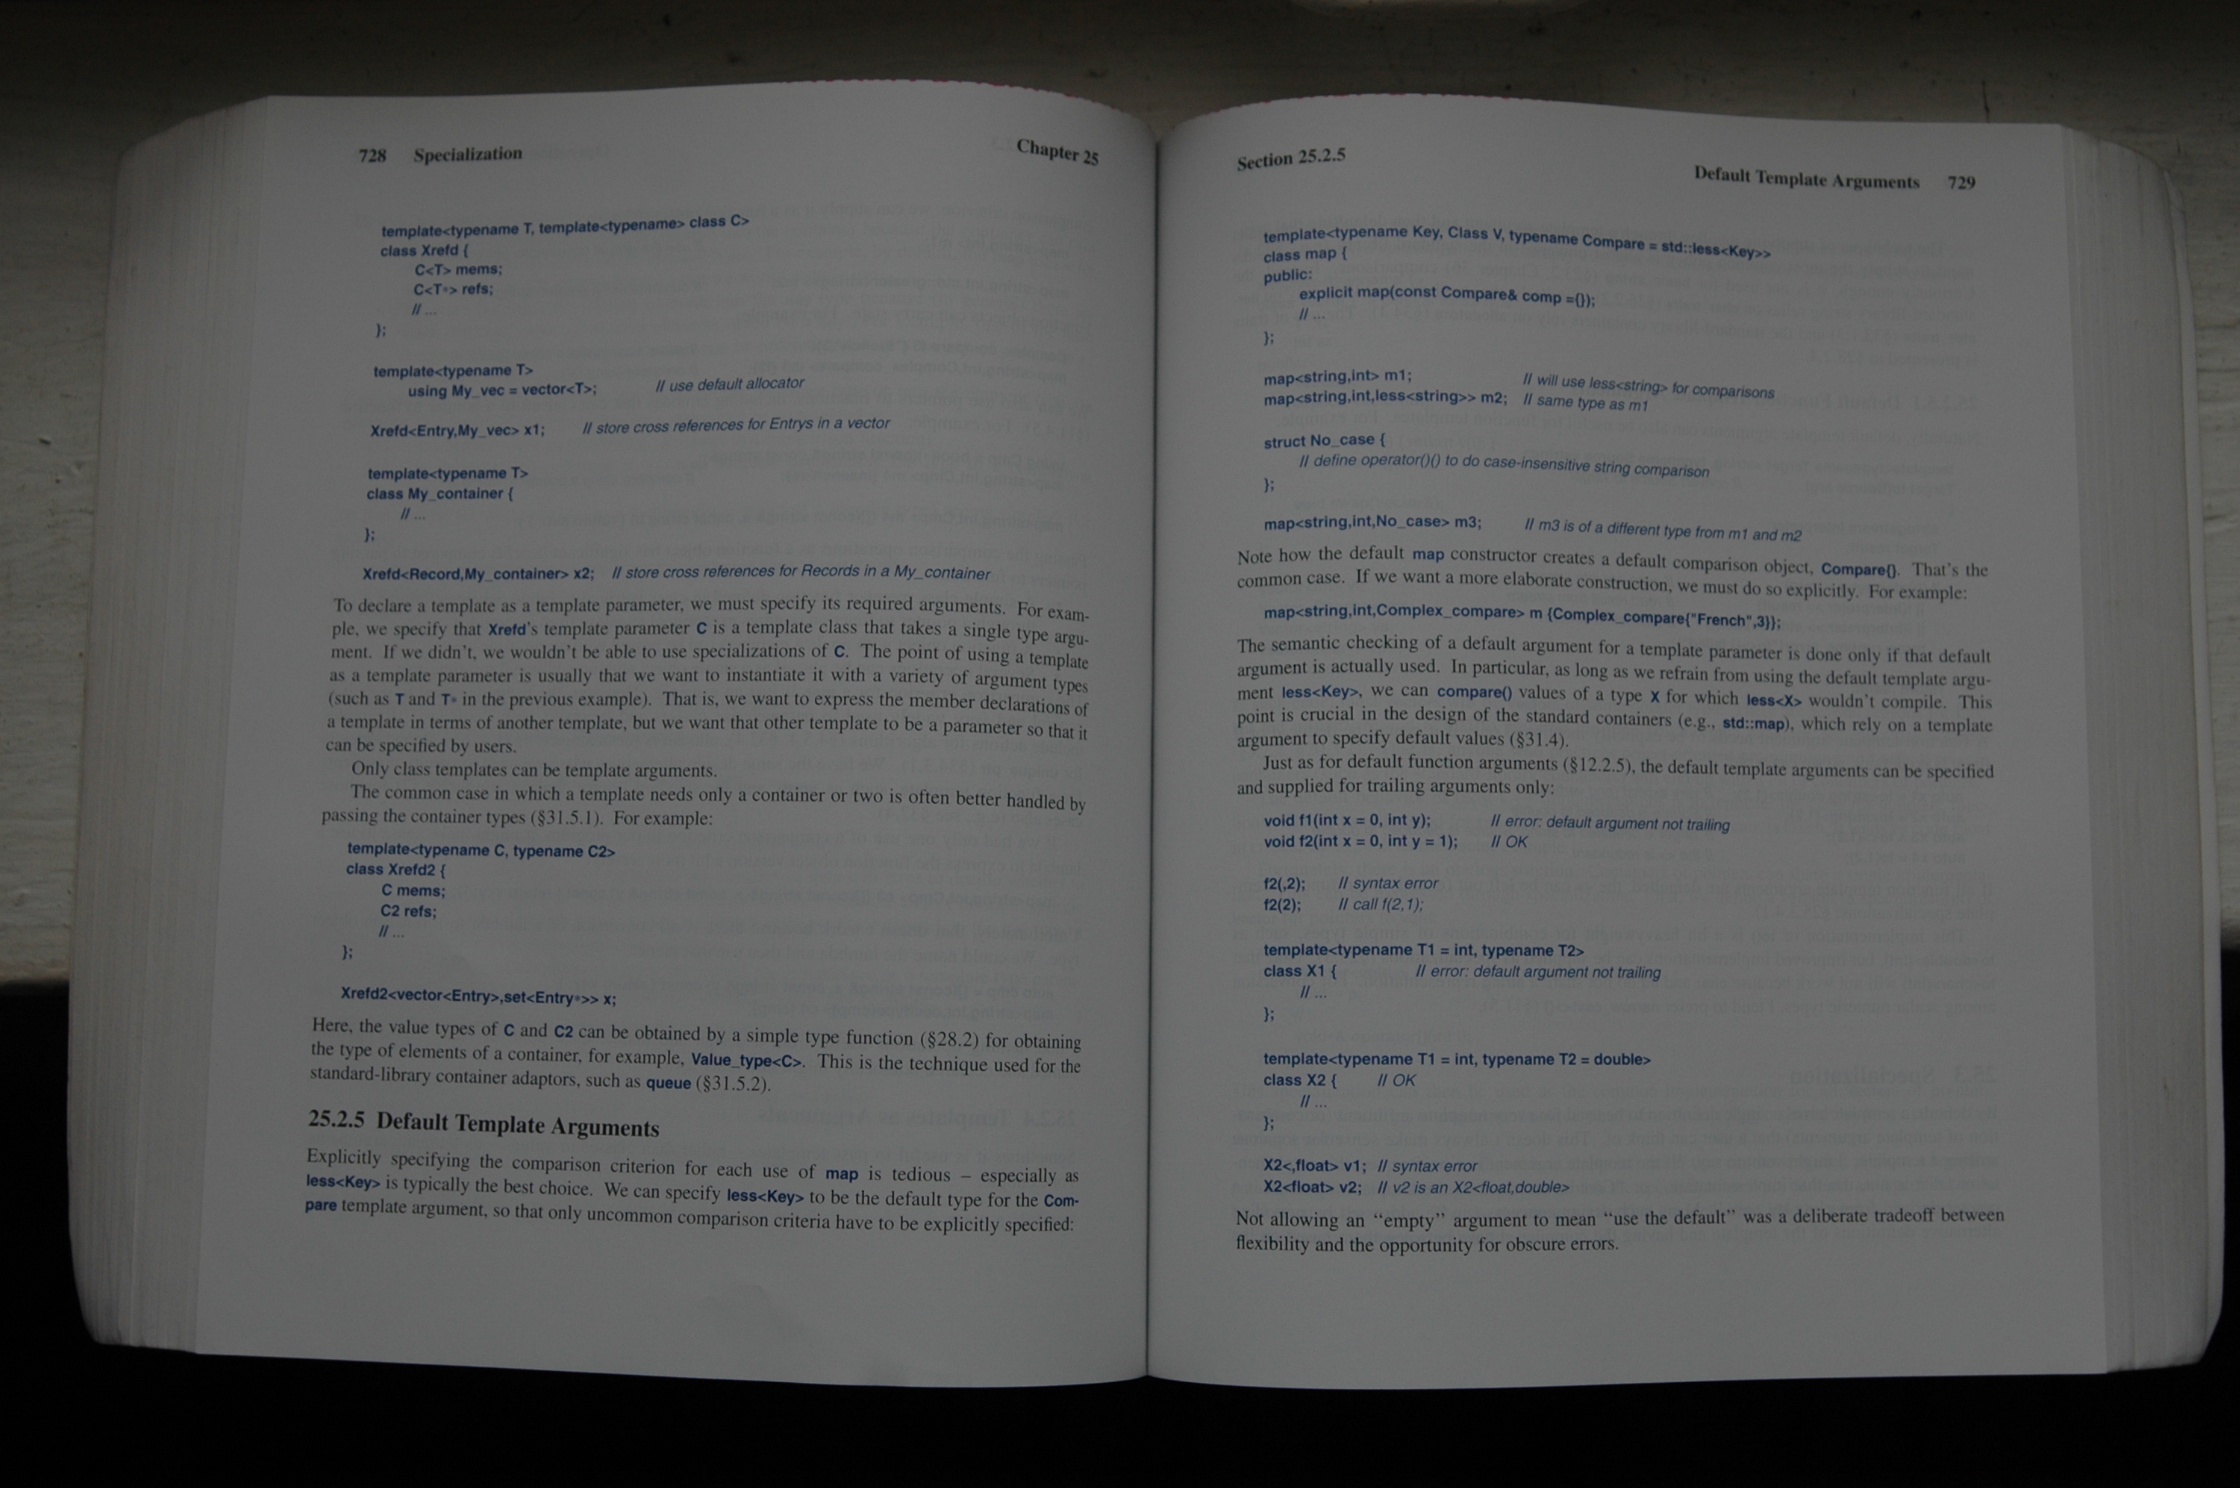 728 Specialization Chapter 25
template<typename T, template<typename> class C>
class Xrefd {
C<T> mems;
C<T*> refs;
// ...
};
template<typename T>
using My_vec = vector<T>; // use default allocator
Xrefd<Entry,My_vec> x1; // store cross references for Entrys in a vector
template<typename T>
class My_container {
// ...
};
Xrefd<Record,My_container> x2; // store cross references for Records in a My_container
To declare a template as a template parameter, we must specify its required arguments. For exam-
ple, we specify that Xrefd's template parameter C is a template class that takes a single type argu-
ment. If we didn't, we wouldn't be able to use specializations of C. The point of using a template
as a template parameter is usually that we want to instantiate it with a variety of argument types
(such as T and T* in the previous example). That is, we want to express the member declarations of
a template in terms of another template, but we want that other template to be a parameter so that it
can be specified by users.
Only class templates can be template arguments.
The common case in which a template needs only a container or two is often better handled by
passing the container types (§31.5.1). For example:
template<typename C, typename C2>
class Xrefd2 {
C mems;
C2 refs;
// ...
};
Xrefd2<vector<Entry>,set<Entry*>> x;
Here, the value types of C and C2 can be obtained by a simple type function (§28.2) for obtaining
the type of elements of a container, for example, Value_type<C>. This is the technique used for the
standard-library container adaptors, such as queue (§31.5.2).
25.2.5 Default Template Arguments
Explicitly specifying the comparison criterion for each use of map is tedious – especially as
less<Key> is typically the best choice. We can specify less<Key> to be the default type for the Com-
pare template argument, so that only uncommon comparison criteria have to be explicitly specified:
Section 25.2.5 Default Template Arguments 729
template<typename Key, Class V, typename Compare = std::less<Key>>
class map {
public:
explicit map(const Compare& comp ={});
// ...
};
map<string,int> m1; // will use less<string> for comparisons
map<string,int,less<string>> m2; // same type as m1
struct No_case {
// define operator()() to do case-insensitive string comparison
};
map<string,int,No_case> m3; // m3 is of a different type from m1 and m2
Note how the default map constructor creates a default comparison object, Compare{}. That's the
common case. If we want a more elaborate construction, we must do so explicitly. For example:
map<string,int,Complex_compare> m {Complex_compare{"French",3}};
The semantic checking of a default argument for a template parameter is done only if that default
argument is actually used. In particular, as long as we refrain from using the default template argu-
ment less<Key>, we can compare() values of a type X for which less<X> wouldn't compile. This
point is crucial in the design of the standard containers (e.g., std::map), which rely on a template
argument to specify default values (§31.4).
Just as for default function arguments (§12.2.5), the default template arguments can be specified
and supplied for trailing arguments only:
void f1(int x = 0, int y); // error: default argument not trailing
void f2(int x = 0, int y = 1); // OK
f2(,2); // syntax error
f2(2); // call f(2,1);
template<typename T1 = int, typename T2>
class X1 { // error: default argument not trailing
// ...
};
template<typename T1 = int, typename T2 = double>
class X2 { // OK
// ...
};
X2<,float> v1; // syntax error
X2<float> v2; // v2 is an X2<float,double>
Not allowing an "empty" argument to mean "use the default" was a deliberate tradeoff between
flexibility and the opportunity for obscure errors.